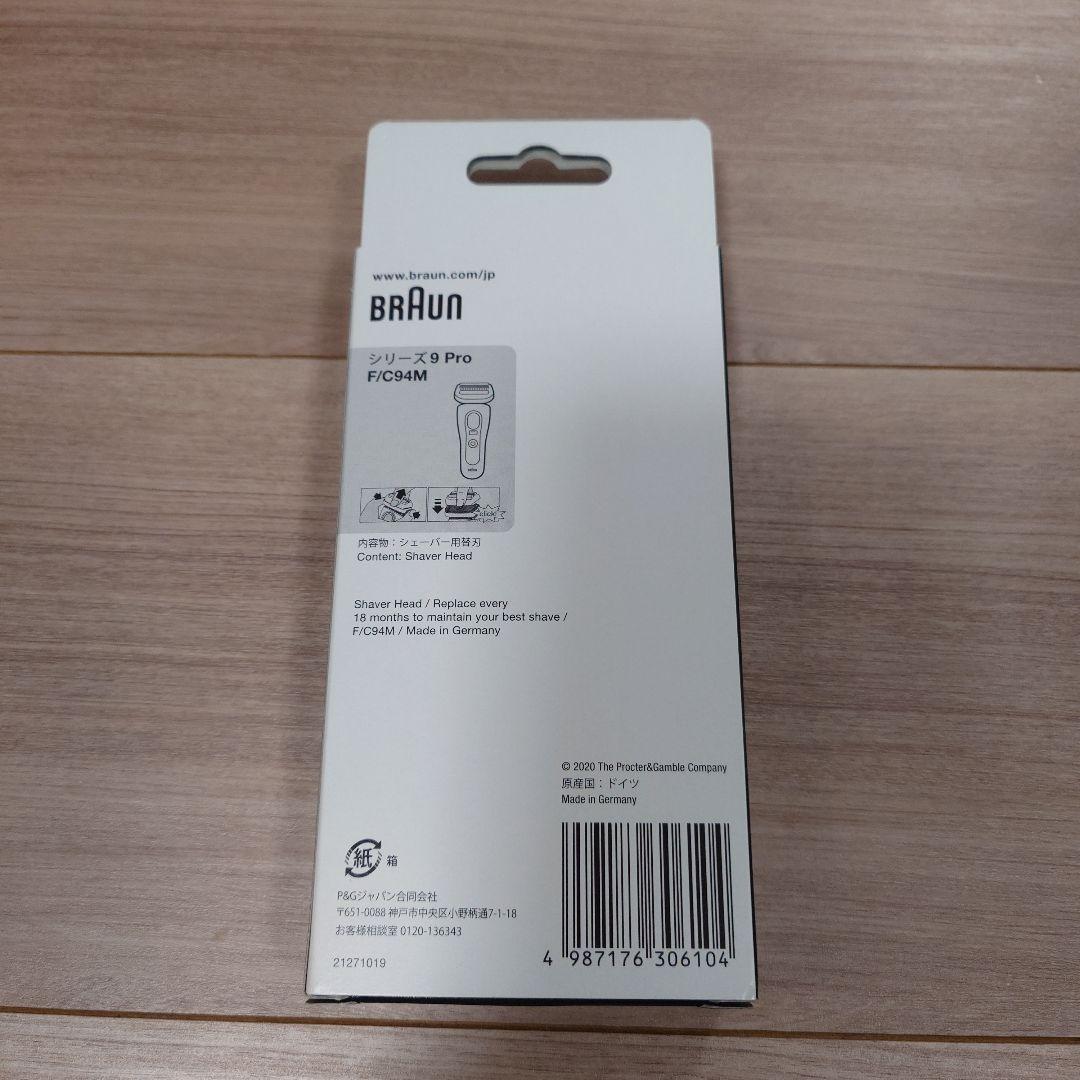 www.braun.com/jp
BRAUN
シリーズ9 Pro
F/C94M
click!
内容物：シェーバー用替刃
Content: Shaver Head
Shaver Head / Replace every
18 months to maintain your best shave /
F/C94M / Made in Germany
© 2020 The Procter&Gamble Company
原産国：ドイツ
Made in Germany
紙 箱
P&Gジャパン合同会社
〒651-0088 神戸市中央区小野柄通7-1-18
お客様相談室 0120-136343
21271019
4 987176 306104